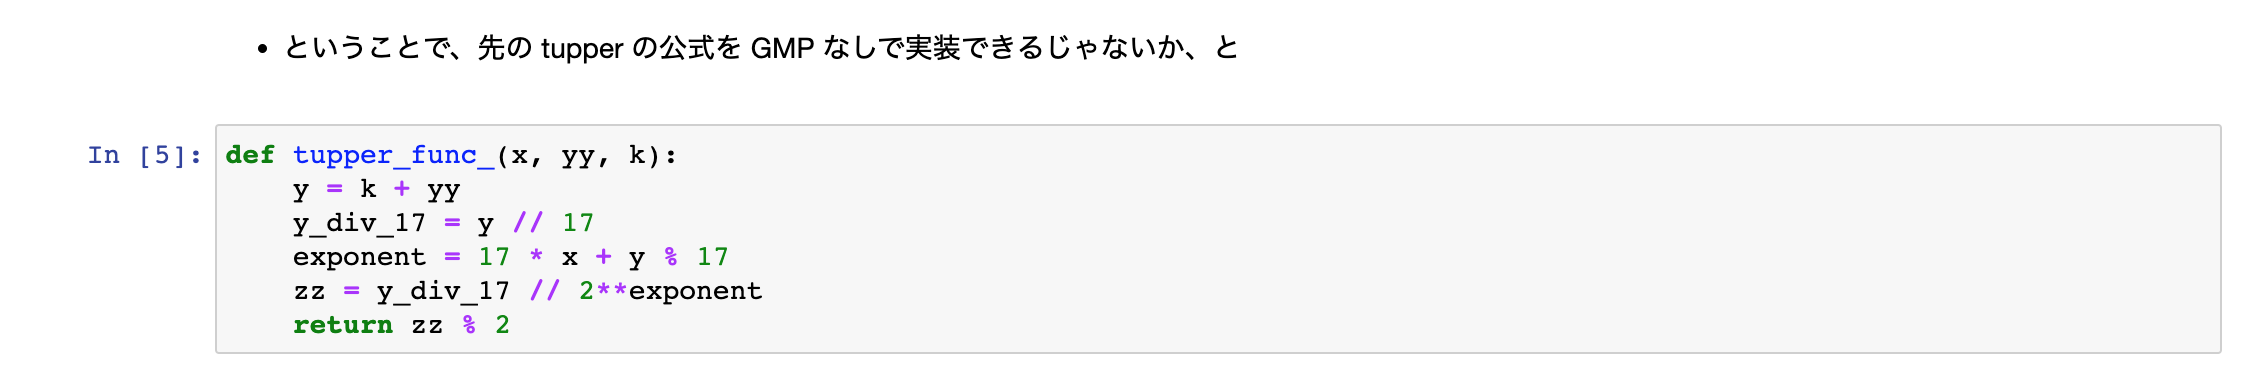 • ということで、先の tupper の公式を GMP なしで実装できるじゃないか、と
In [5]: def tupper_func_(x, yy, k):
    y = k + yy
    y_div_17 = y // 17
    exponent = 17 * x + y % 17
    zz = y_div_17 // 2**exponent
    return zz % 2